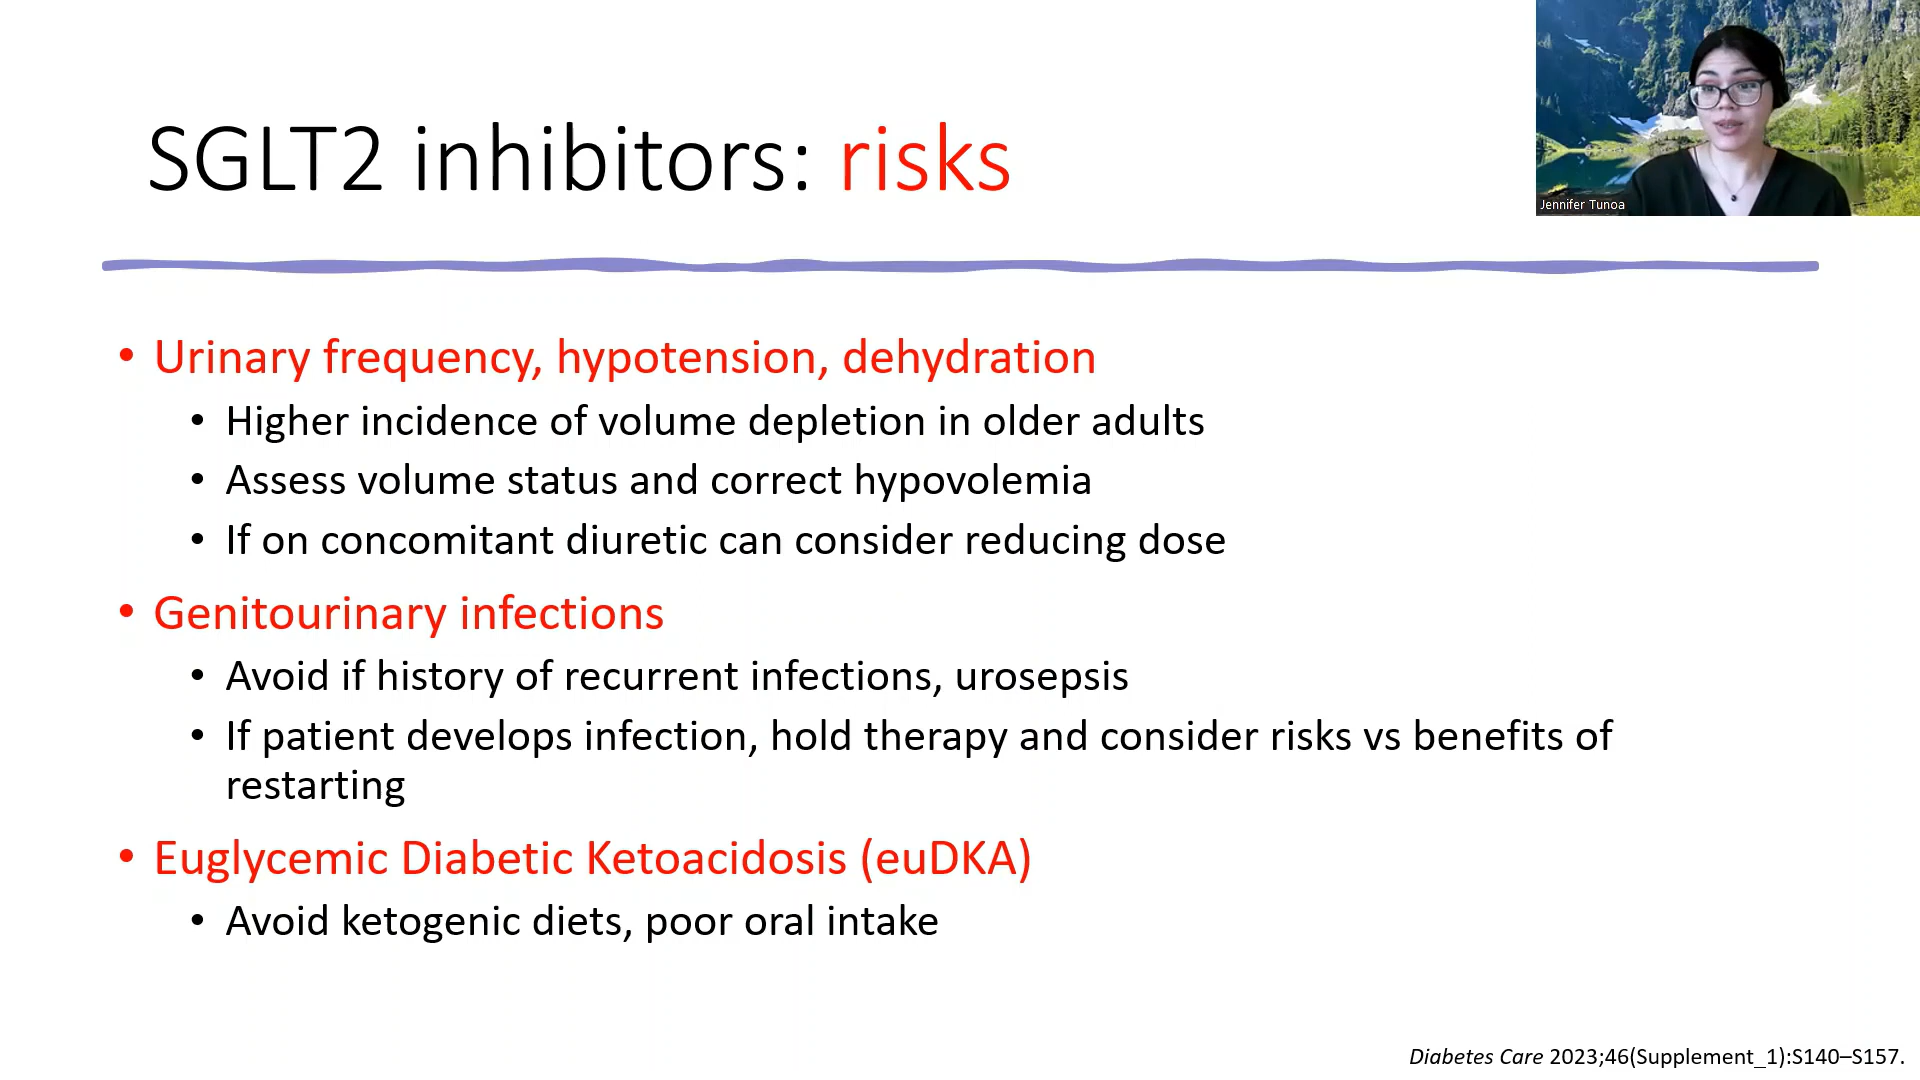 SGLT2 inhibitors: risks
Jennifer Tunoa
• Urinary frequency, hypotension, dehydration
• Higher incidence of volume depletion in older adults
• Assess volume status and correct hypovolemia
• If on concomitant diuretic can consider reducing dose
• Genitourinary infections
• Avoid if history of recurrent infections, urosepsis
• If patient develops infection, hold therapy and consider risks vs benefits of
restarting
• Euglycemic Diabetic Ketoacidosis (euDKA)
• Avoid ketogenic diets, poor oral intake
Diabetes Care 2023;46(Supplement_1):S140–S157.